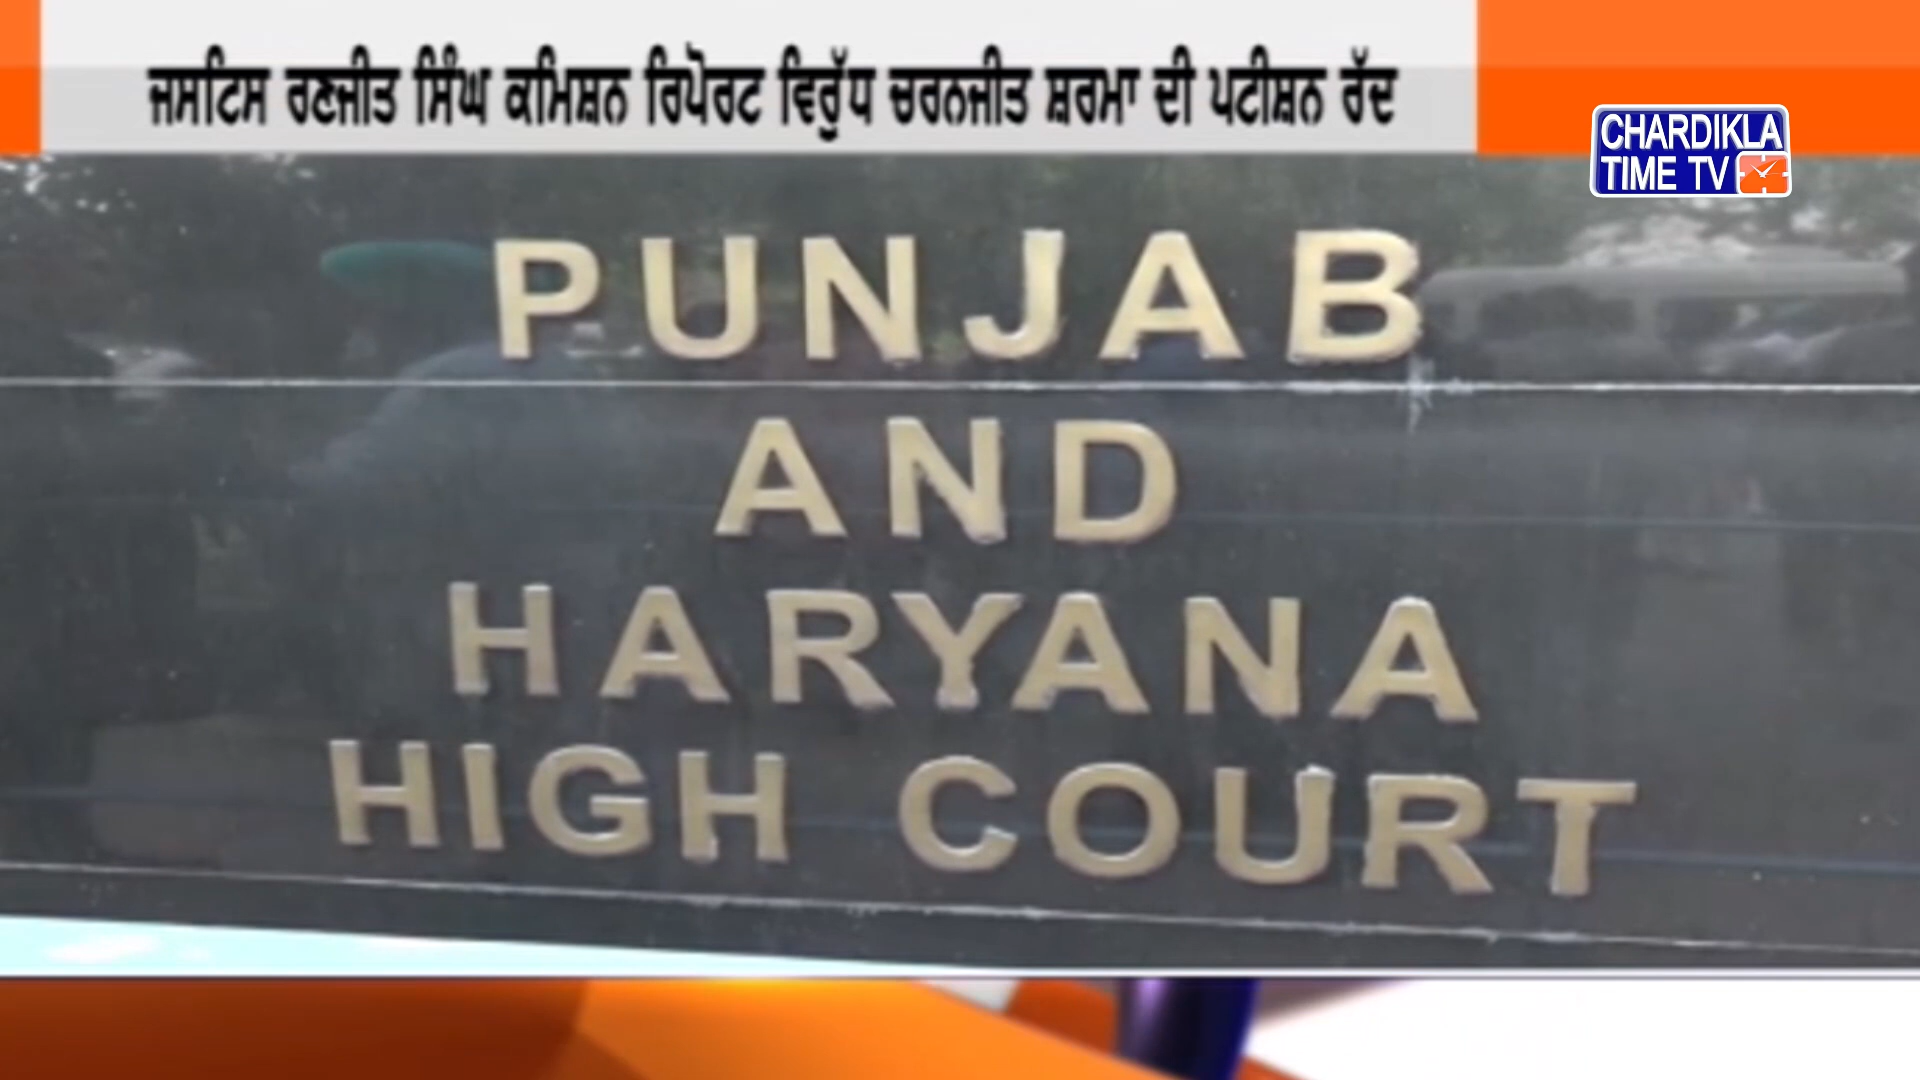 ਜਸਟਿਸ ਰਣਜੀਤ ਸਿੰਘ ਕਮਿਸ਼ਨ ਰਿਪੋਰਟ ਵਿਰੁੱਧ ਚਰਨਜੀਤ ਸ਼ਰਮਾ ਦੀ ਪਟੀਸ਼ਨ ਰੱਦ
CHARDIKLA
TIME TV
PUNJAB
AND
HARYANA
HIGH COURT